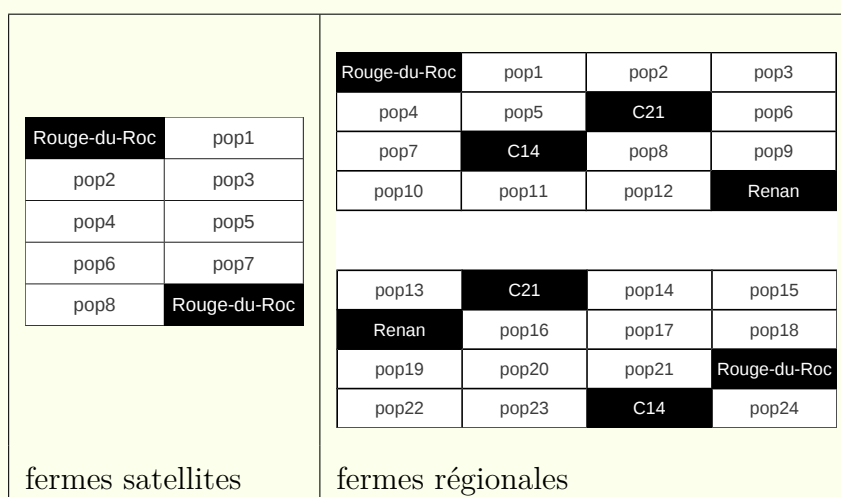 Rouge-du-Roc pop1
pop2 pop3
pop4 pop5
pop6 pop7
pop8 Rouge-du-Roc
fermes satellites
Rouge-du-Roc pop1 pop2 pop3
pop4 pop5 C21 pop6
pop7 C14 pop8 pop9
pop10 pop11 pop12 Renan
pop13 C21 pop14 pop15
Renan pop16 pop17 pop18
pop19 pop20 pop21 Rouge-du-Roc
pop22 pop23 C14 pop24
fermes régionales